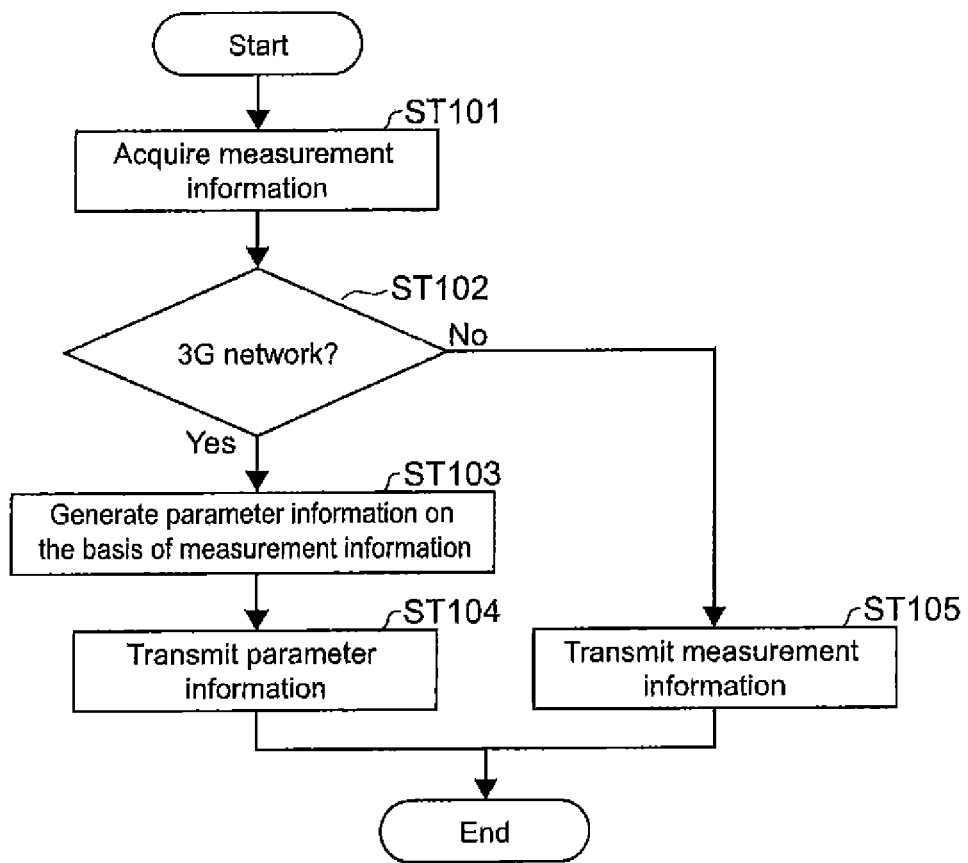 Start
ST101
Acquire measurement
information
ST102
3G network?
No
Yes
ST103
Generate parameter information on
the basis of measurement information
ST104
Transmit parameter
information
ST105
Transmit measurement
information
End